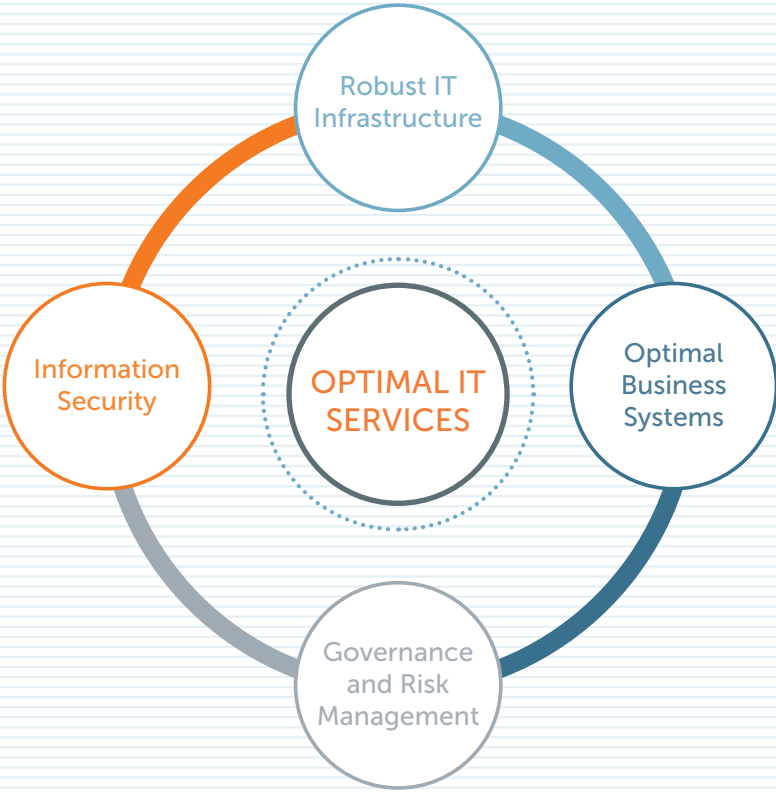 Robust IT
Infrastructure
Information
Security
OPTIMAL IT
SERVICES
Optimal
Business
Systems
Governance
and Risk
Management